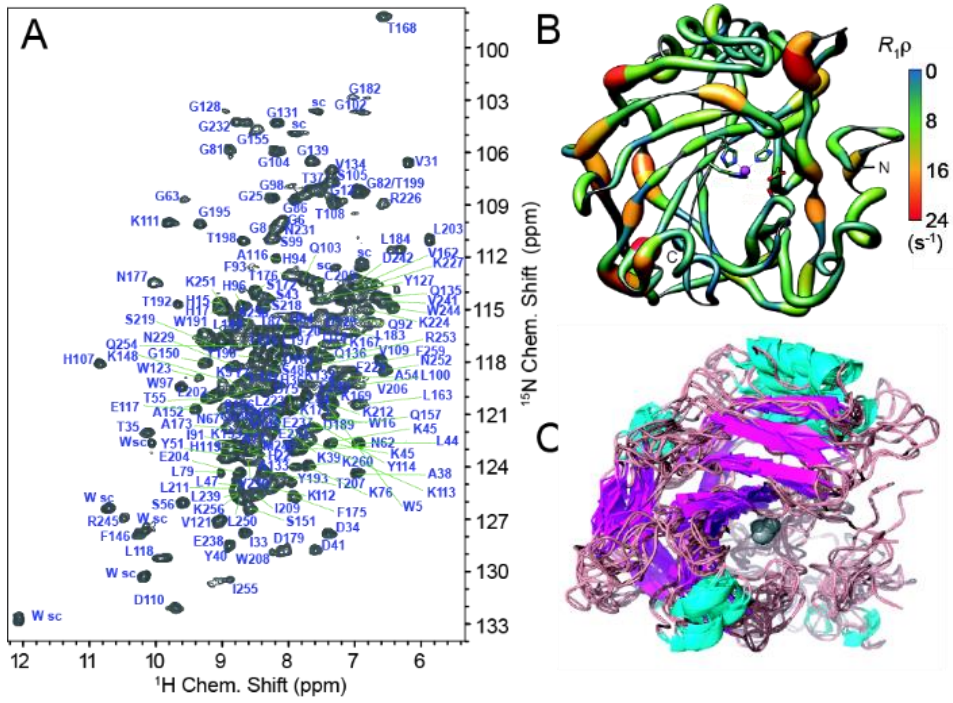 A
T168
100
G182
sc
G102
103
G128
G131
G232
G155
G81
G139
V134
106
V31
G104
S105
G98
T37
G82/T199
G63
G25
G86
R226
109
G6
T108
K111
G195
G8
N231
L203
T198
S99
Q103
L184
V162
A116
H94
sc
D242
K227
112
F93
T176
sc
N177
K251
H96
S172
Y127
Q135
T192
H15
S43
V241
115
H17
S218
W244
S219
W191
Q92
K224
N229
K167
L183
R253
Q254
G150
Q136
V109
F259
118
H107
K148
N252
W123
A54
L100
W97
L202
V206
L163
T55
K169
E117
A152
K212
Q157
121
N67
D189
W16
K45
T35
A173
W sc
Y51
I91
N62
L44
H119
K39
K45
E204
K260
Y114
124
L79
A133
Y193
A38
L47
T207
K76
K113
L211
K112
W5
W sc
S56
L239
K256
I209
F175
R245
W sc
V121
L250
S151
127
F146
E238
I33
D179
D34
L118
Y40
W208
D41
W sc
I255
130
D110
W sc
133
12
11
10
9
8
7
6
¹H Chem. Shift (ppm)
¹⁵N Chem. Shift (ppm)
B
R₁ρ
0
8
16
24
(s⁻¹)
N
C
C